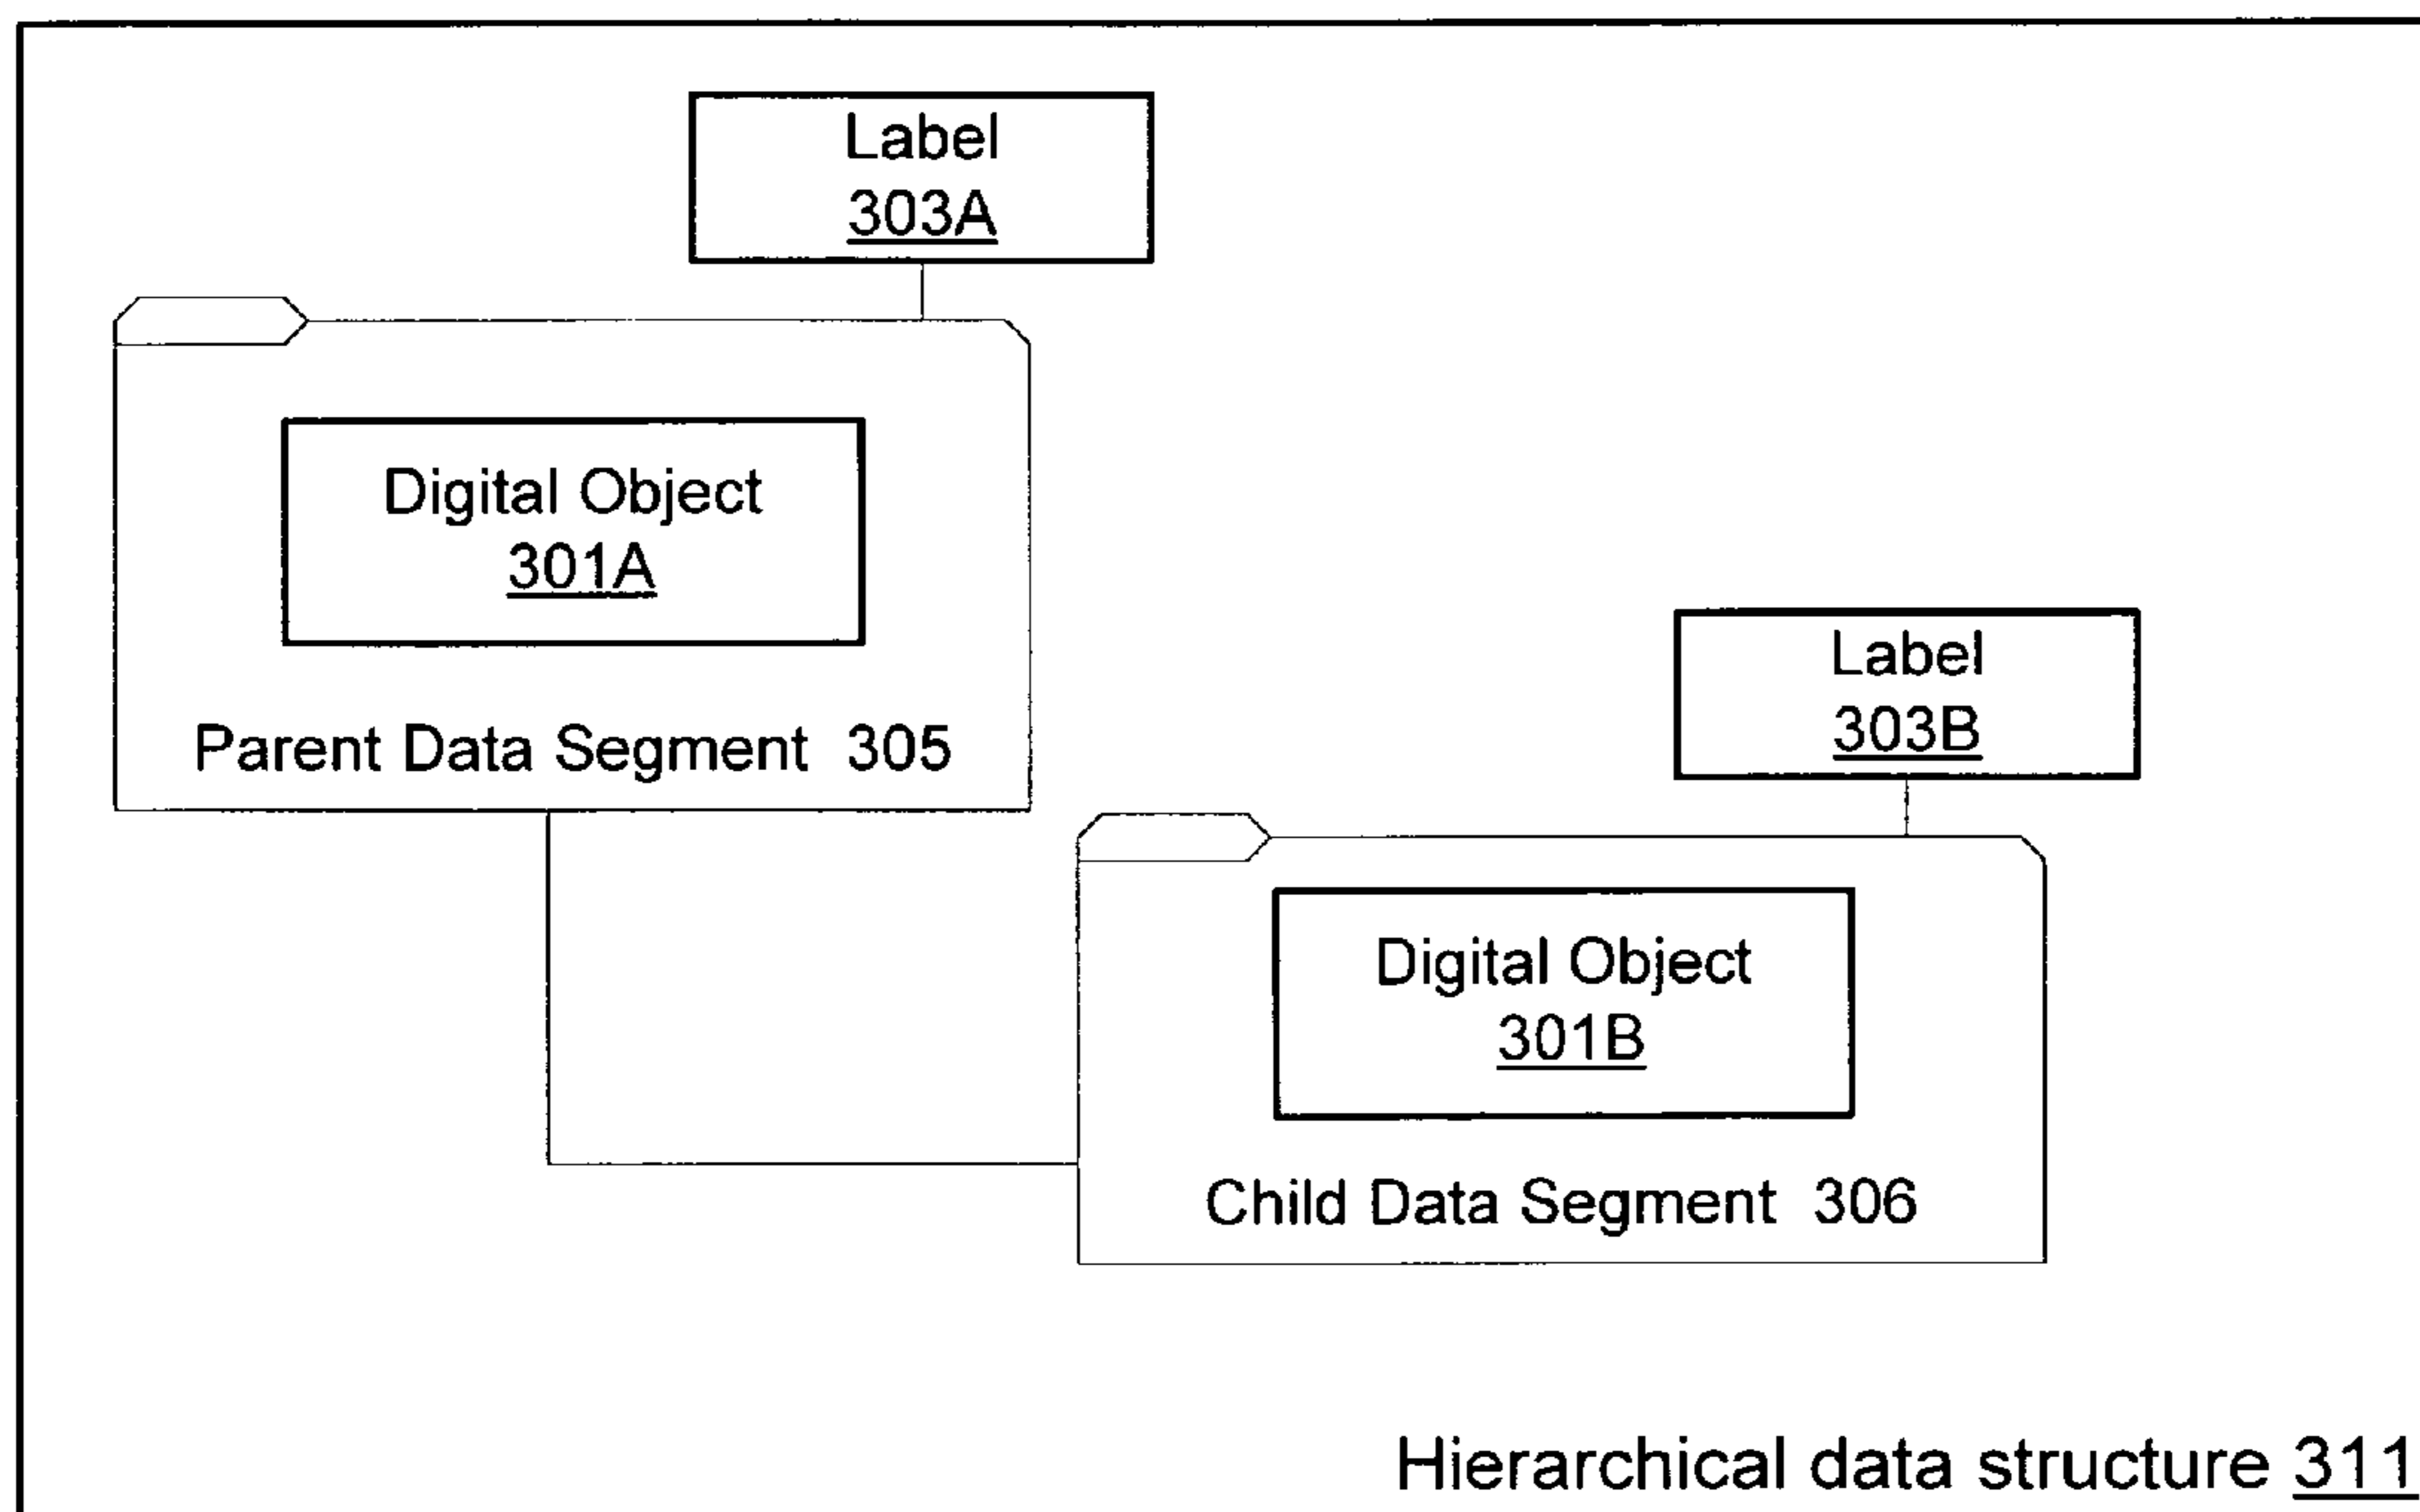 Label
303A
Digital Object
301A
Parent Data Segment 305
Label
303B
Digital Object
301B
Child Data Segment 306
Hierarchical data structure 311